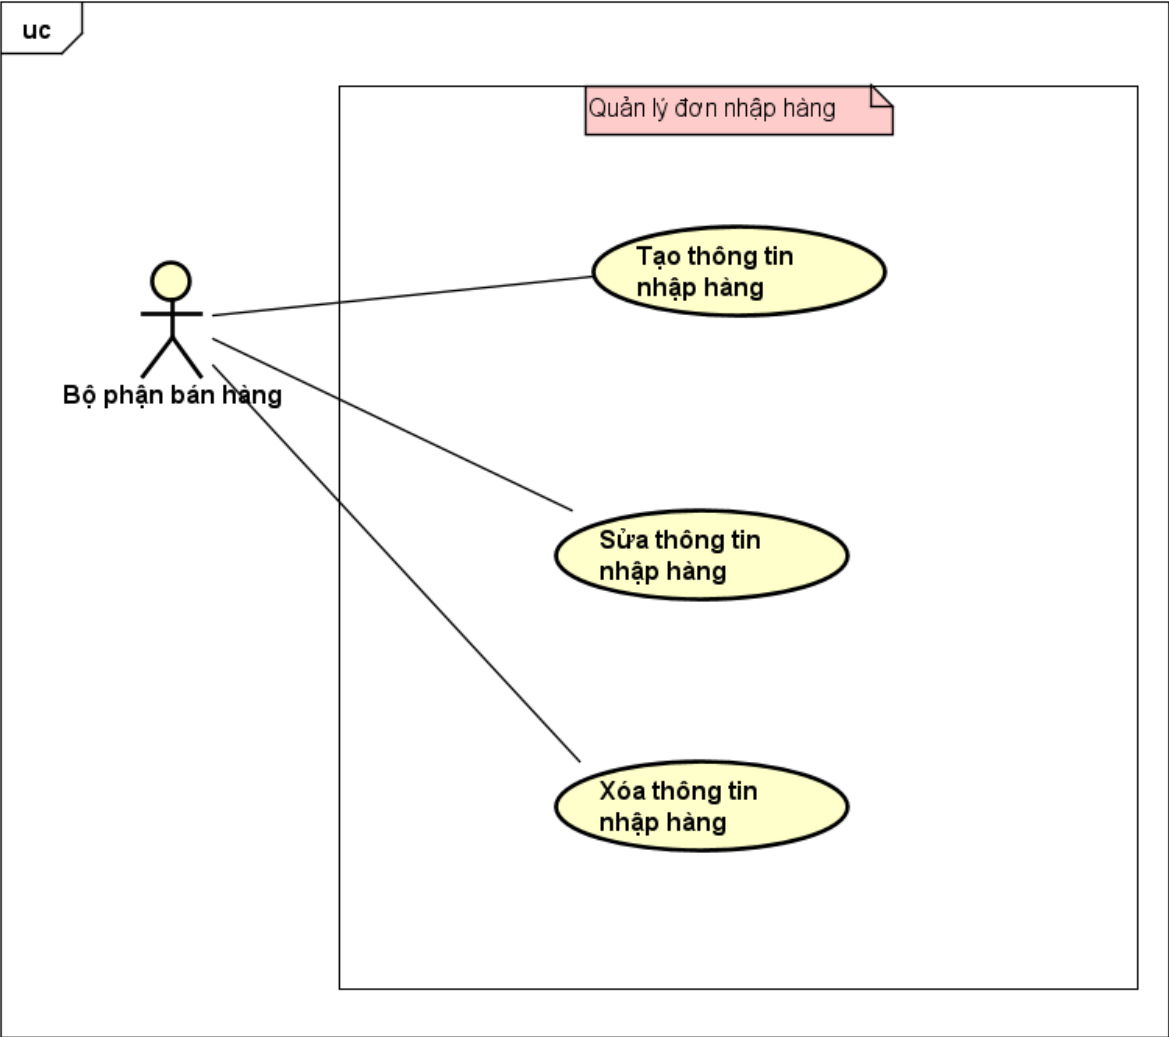 uc
Quản lý đơn nhập hàng
Tạo thông tin
nhập hàng
Bộ phận bán hàng
Sửa thông tin
nhập hàng
Xóa thông tin
nhập hàng